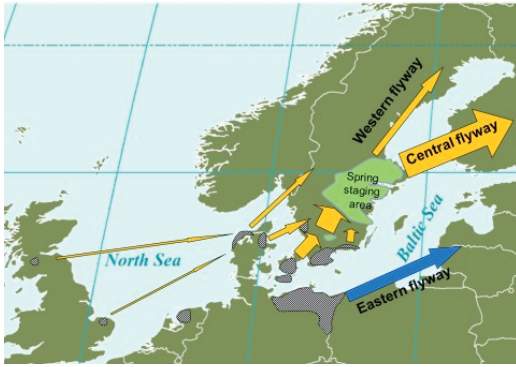 Western flyway
Central flyway
Spring
staging
area
North Sea
Baltic Sea
Eastern flyway